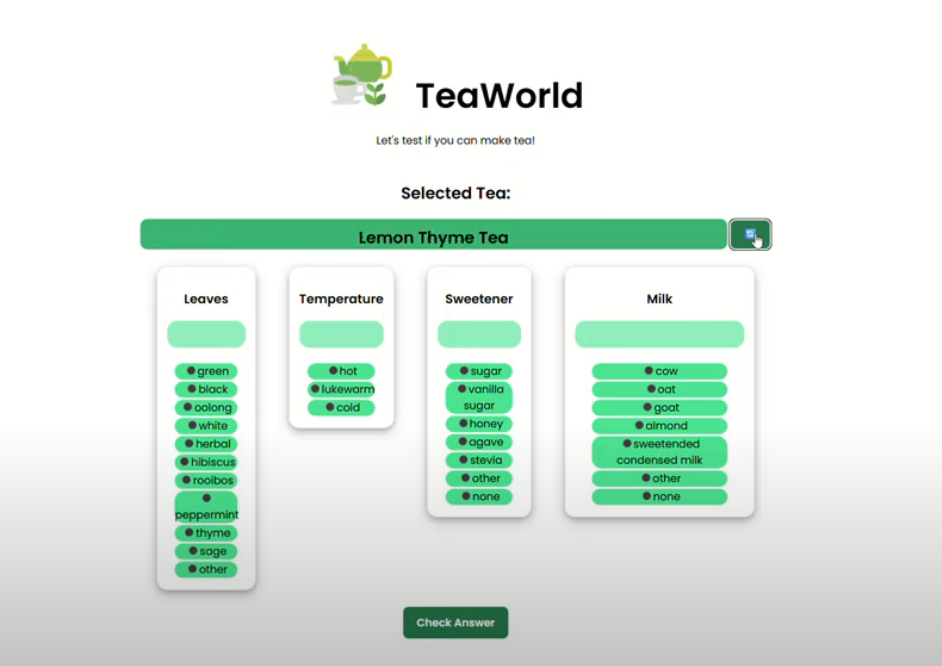 TeaWorld
Let's test if you can make tea!
Selected Tea:
Lemon Thyme Tea
Leaves
green
black
oolong
white
herbal
hibiscus
rooibos
peppermint
thyme
sage
other
Temperature
hot
lukewarm
cold
Sweetener
sugar
vanilla
sugar
honey
agave
stevia
other
none
Milk
cow
oat
goat
almond
sweetended
condensed milk
other
none
Check Answer